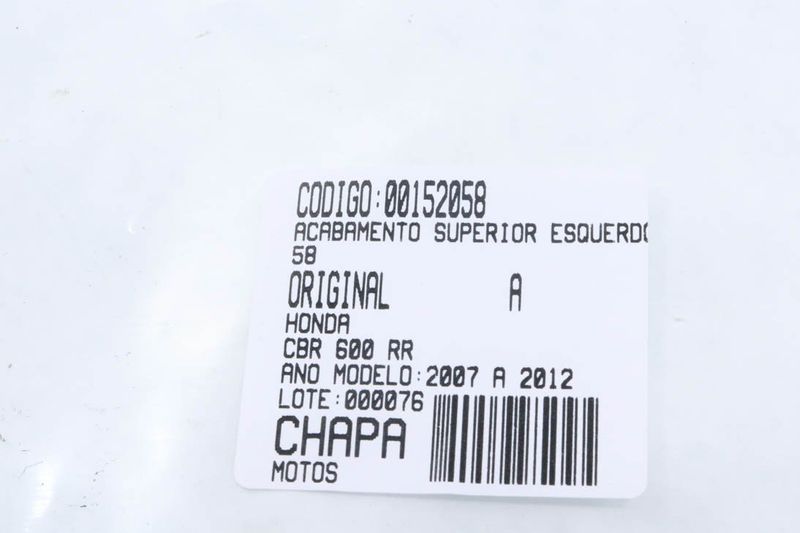 CODIGO:00152058
ACABAMENTO SUPERIOR ESQUERDO
58
ORIGINAL A
HONDA
CBR 600 RR
ANO MODELO:2007 A 2012
LOTE:000076
CHAPA
MOTOS